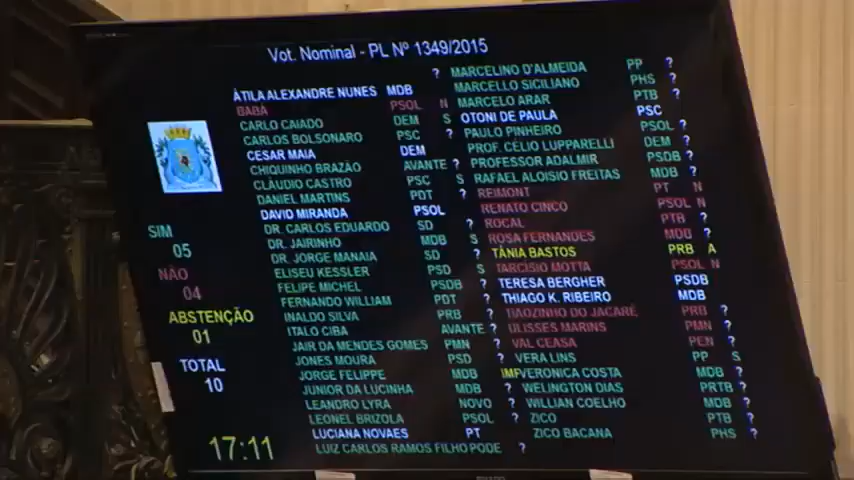 Vot. Nominal - PL Nº 1349/2015
ÁTILA ALEXANDRE NUNES MDB ?
BABÁ PSOL N
CARLO CAIADO DEM S
CARLOS BOLSONARO PSC ?
CESAR MAIA DEM
CHIQUINHO BRAZÃO AVANTE ?
CLÁUDIO CASTRO PSC S
DANIEL MARTINS PDT ?
DAVID MIRANDA PSOL
DR. CARLOS EDUARDO SD ?
DR. JAIRINHO MDB S
DR. JORGE MANAIA SD ?
ELISEU KESSLER PSD S
FELIPE MICHEL PSDB ?
FERNANDO WILLIAM PDT ?
INALDO SILVA PRB ?
ITALO CIBA AVANTE ?
JAIR DA MENDES GOMES PMN ?
JONES MOURA PSD ?
JORGE FELIPPE MDB IMP
JUNIOR DA LUCINHA MDB ?
LEANDRO LYRA NOVO ?
LEONEL BRIZOLA PSOL ?
LUCIANA NOVAES PT
LUIZ CARLOS RAMOS FILHO PODE ?
MARCELINO D'ALMEIDA PP ?
MARCELLO SICILIANO PHS ?
MARCELO ARAR PTB ?
OTONI DE PAULA PSC
PAULO PINHEIRO PSOL ?
PROF. CÉLIO LUPPARELLI DEM ?
PROFESSOR ADALMIR PSDB ?
RAFAEL ALOISIO FREITAS MDB ?
REIMONT PT N
RENATO CINCO PSOL N
ROCAL PTB ?
ROSA FERNANDES MDB ?
TÂNIA BASTOS PRB A
TARCÍSIO MOTTA PSOL N
TERESA BERGHER PSDB
THIAGO K. RIBEIRO MDB
TIAOZINHO DO JACARÉ PRB ?
ULISSES MARINS PMN ?
VAL CEASA PEN ?
VERA LINS PP S
VERONICA COSTA MDB ?
WELINGTON DIAS PRTB ?
WILLIAN COELHO MDB ?
ZICO PTB ?
ZICO BACANA PHS ?
SIM
05
NÃO
04
ABSTENÇÃO
01
TOTAL
10
17:11